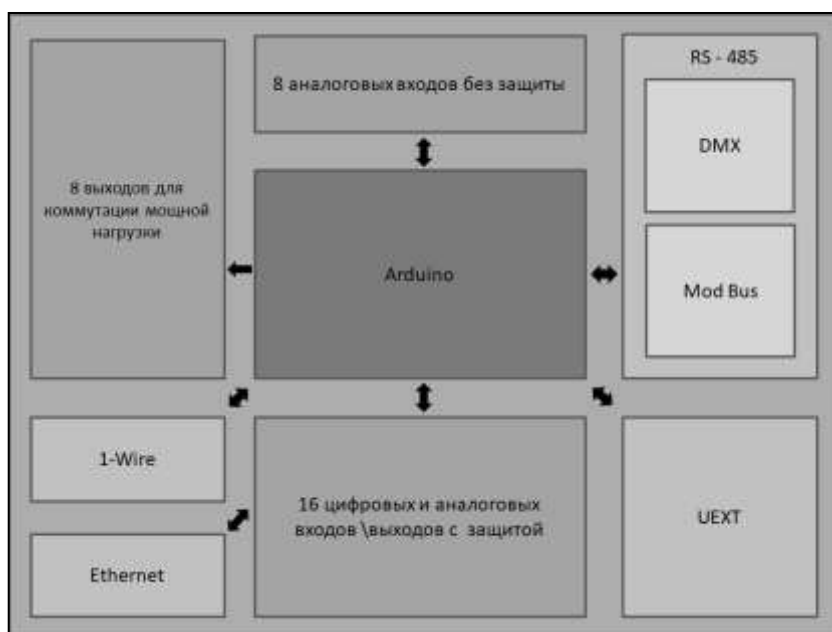 8 аналоговых входов без защиты
RS - 485
DMX
8 выходов для
коммутации мощной
нагрузки
Arduino
Mod Bus
1-Wire
16 цифровых и аналоговых
входов \выходов с защитой
UEXT
Ethernet